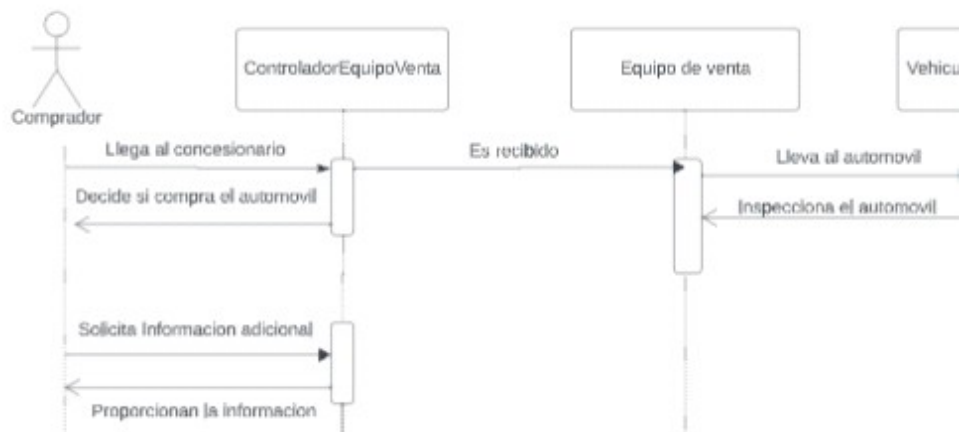 ControladorEquipoVenta
Equipo de venta
Vehicu
Comprador
Llega al concesionario
Es recibido
Lleva al automovil
Decide si compra el automovil
Inspecciona el automovil
Solicita Informacion adicional
Proporcionan la informacion